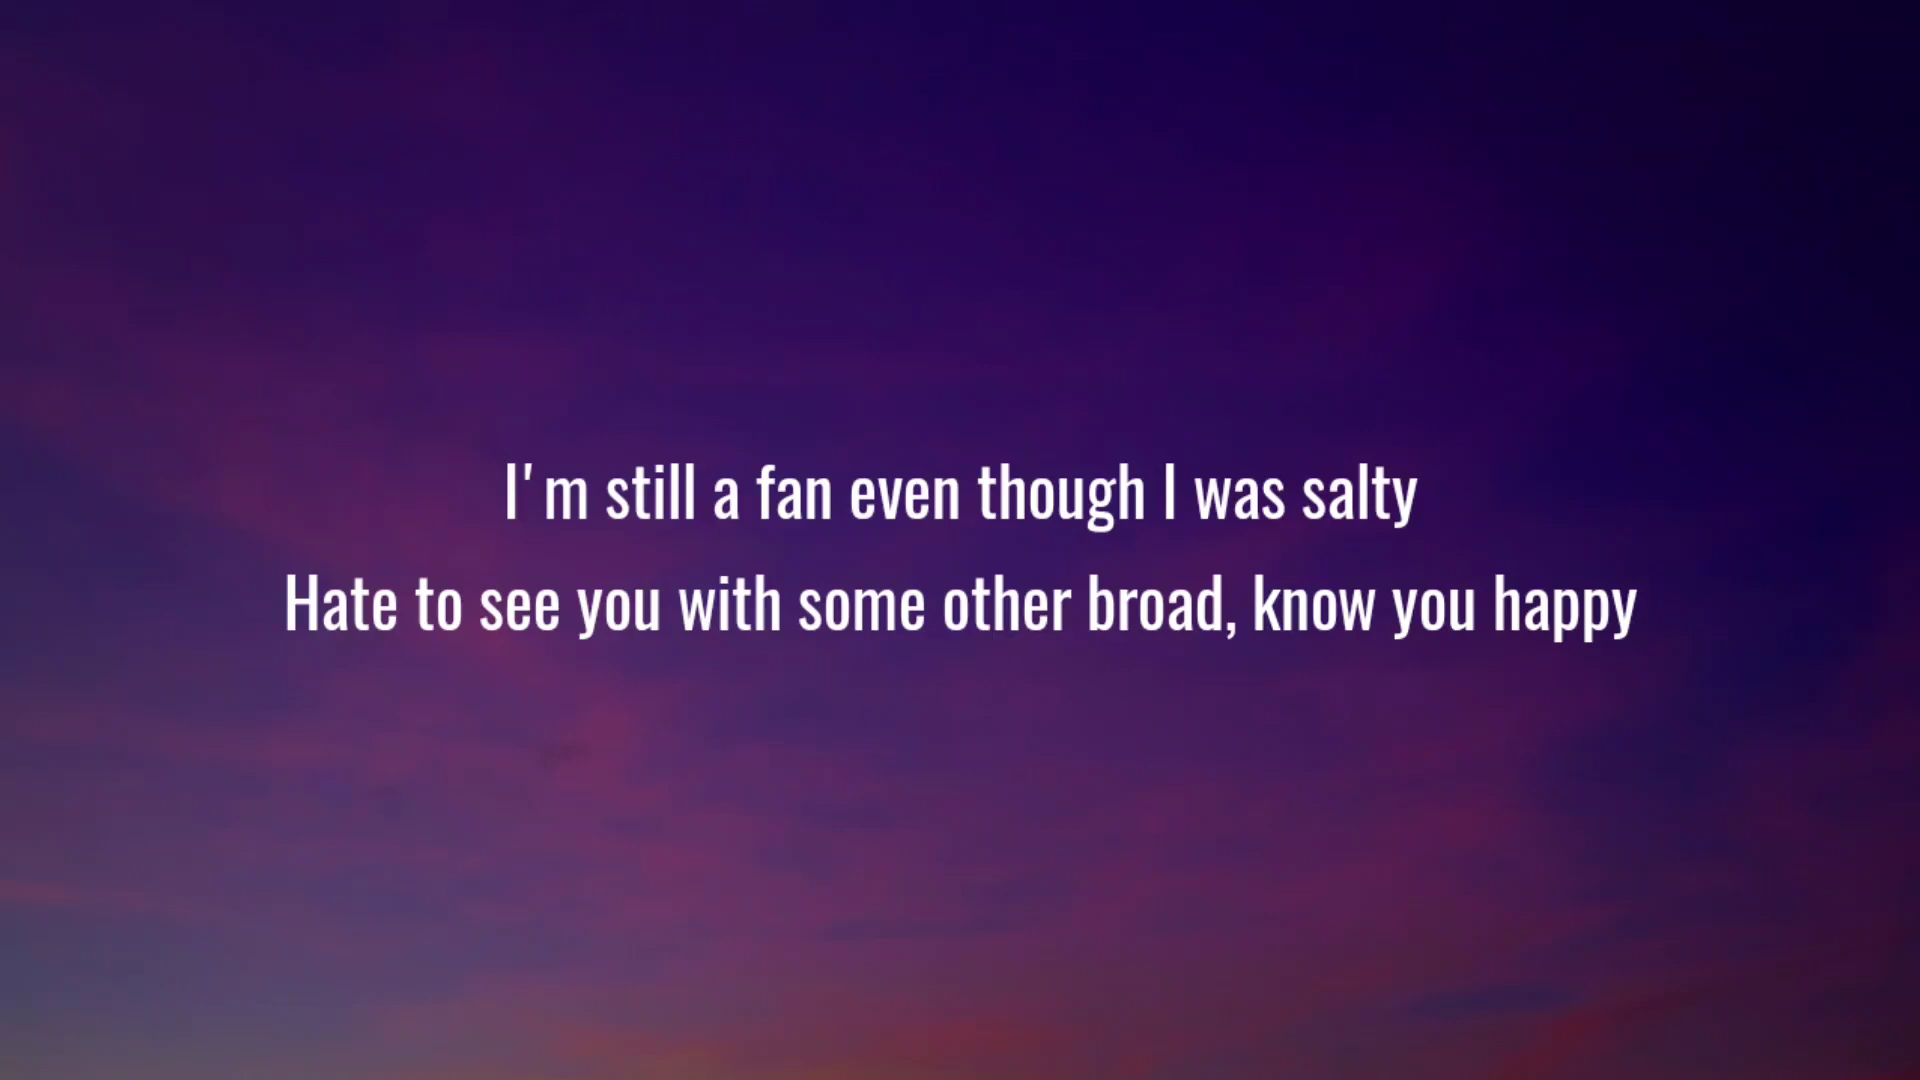 I'm still a fan even though I was salty
Hate to see you with some other broad, know you happy